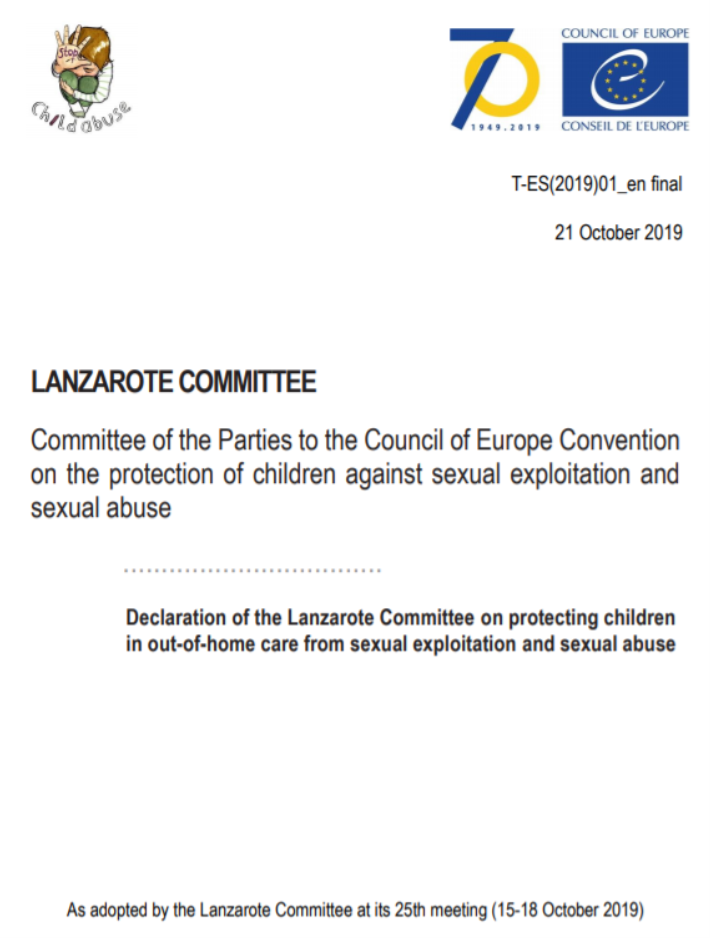 Stop
Child abuse
70
1949.2019
COUNCIL OF EUROPE
CONSEIL DE L'EUROPE
T-ES(2019)01_en final
21 October 2019
LANZAROTE COMMITTEE
Committee of the Parties to the Council of Europe Convention
on the protection of children against sexual exploitation and
sexual abuse
.................................
Declaration of the Lanzarote Committee on protecting children
in out-of-home care from sexual exploitation and sexual abuse
As adopted by the Lanzarote Committee at its 25th meeting (15-18 October 2019)